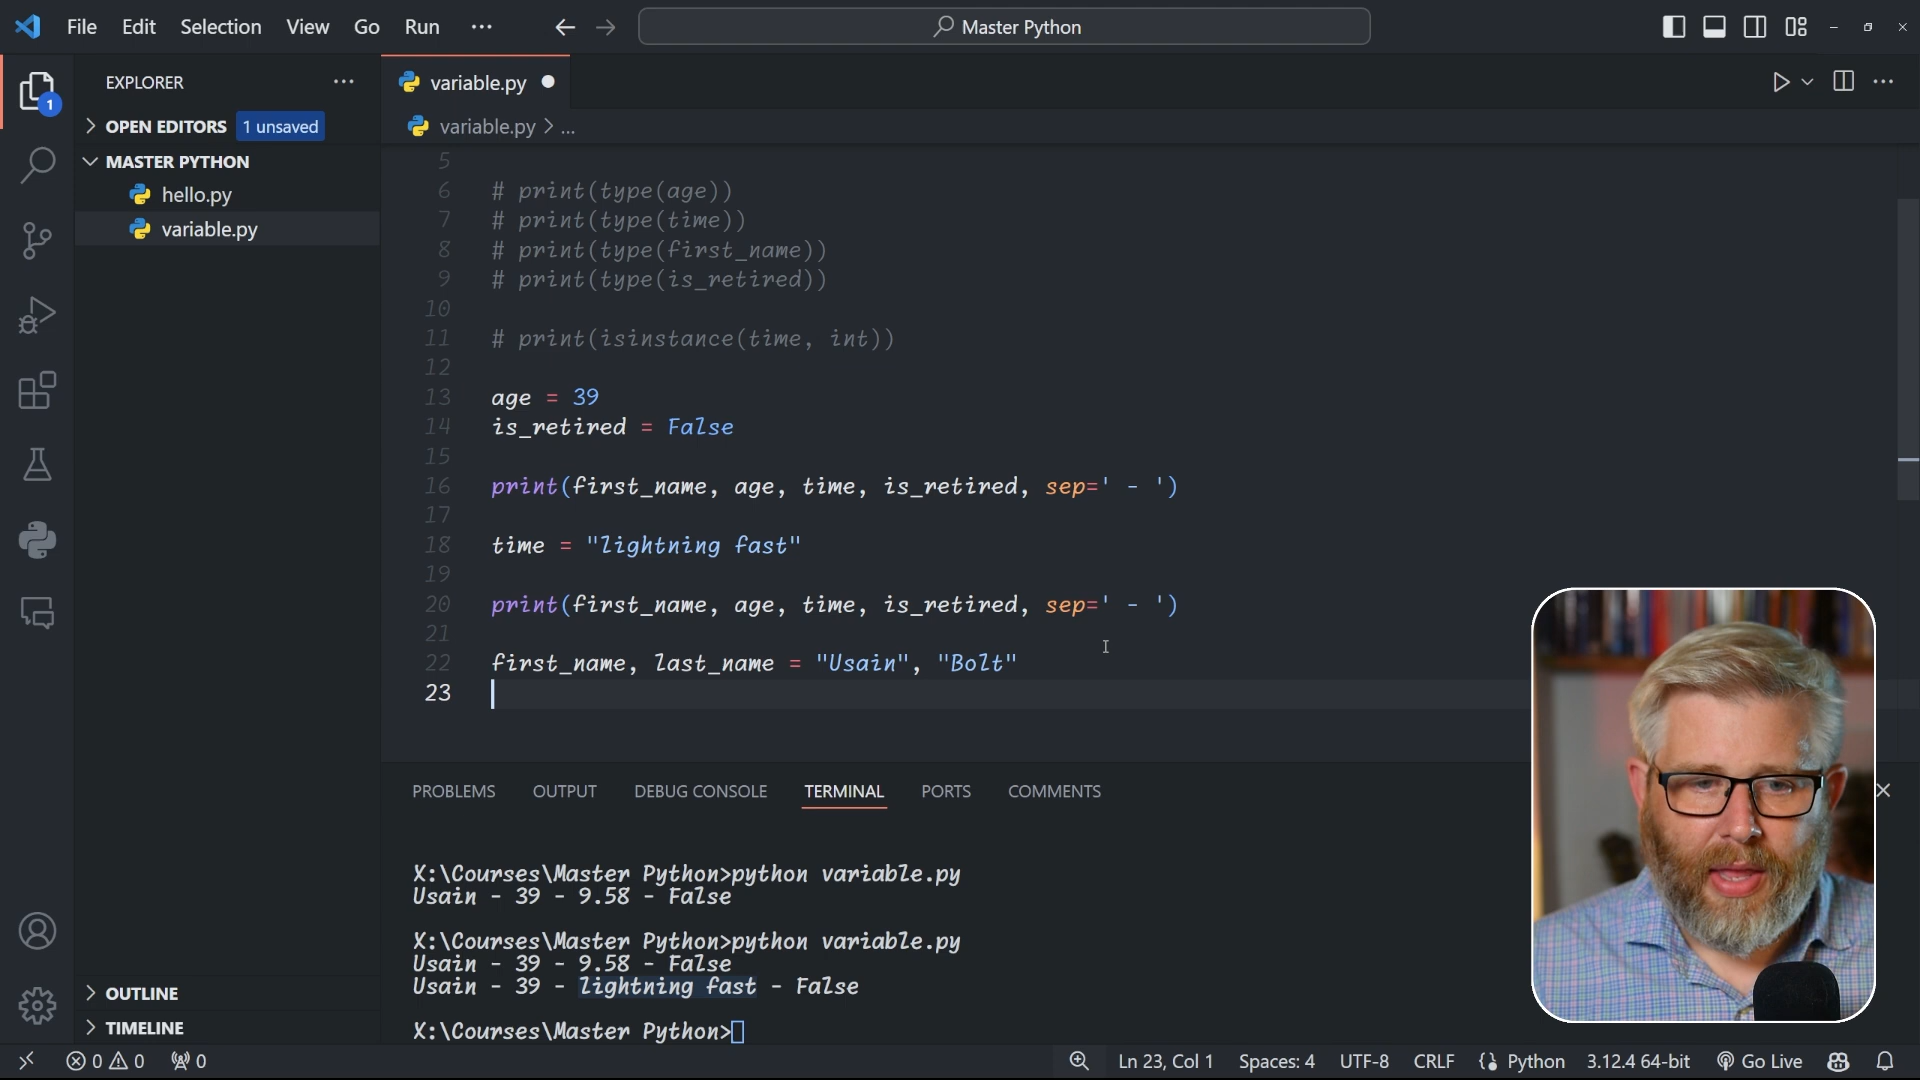 File Edit Selection View Go Run ··· Master Python
EXPLORER ···
variable.py
OPEN EDITORS 1 unsaved
variable.py > ...
MASTER PYTHON
hello.py
variable.py
1
5
6 # print(type(age))
7 # print(type(time))
8 # print(type(first_name))
9 # print(type(is_retired))
10
11 # print(isinstance(time, int))
12
13 age = 39
14 is_retired = False
15
16 print(first_name, age, time, is_retired, sep=' - ')
17
18 time = "lightning fast"
19
20 print(first_name, age, time, is_retired, sep=' - ')
21
22 first_name, last_name = "Usain", "Bolt"
23
PROBLEMS OUTPUT DEBUG CONSOLE TERMINAL PORTS COMMENTS
X:\Courses\Master Python>python variable.py
Usain - 39 - 9.58 - False
X:\Courses\Master Python>python variable.py
Usain - 39 - 9.58 - False
Usain - 39 - lightning fast - False
X:\Courses\Master Python>
OUTLINE
TIMELINE
0 0 0 Ln 23, Col 1 Spaces: 4 UTF-8 CRLF Python 3.12.4 64-bit Go Live